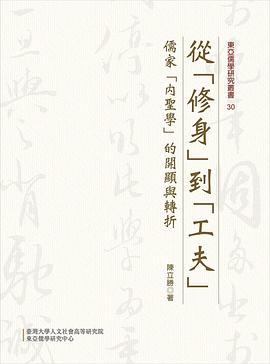 東亞儒學研究叢書 30
從「修身」到「工夫」
儒家「內聖學」的開顯與轉折
陳立勝◎著
臺灣大學人文社會高等研究院
東亞儒學研究中心